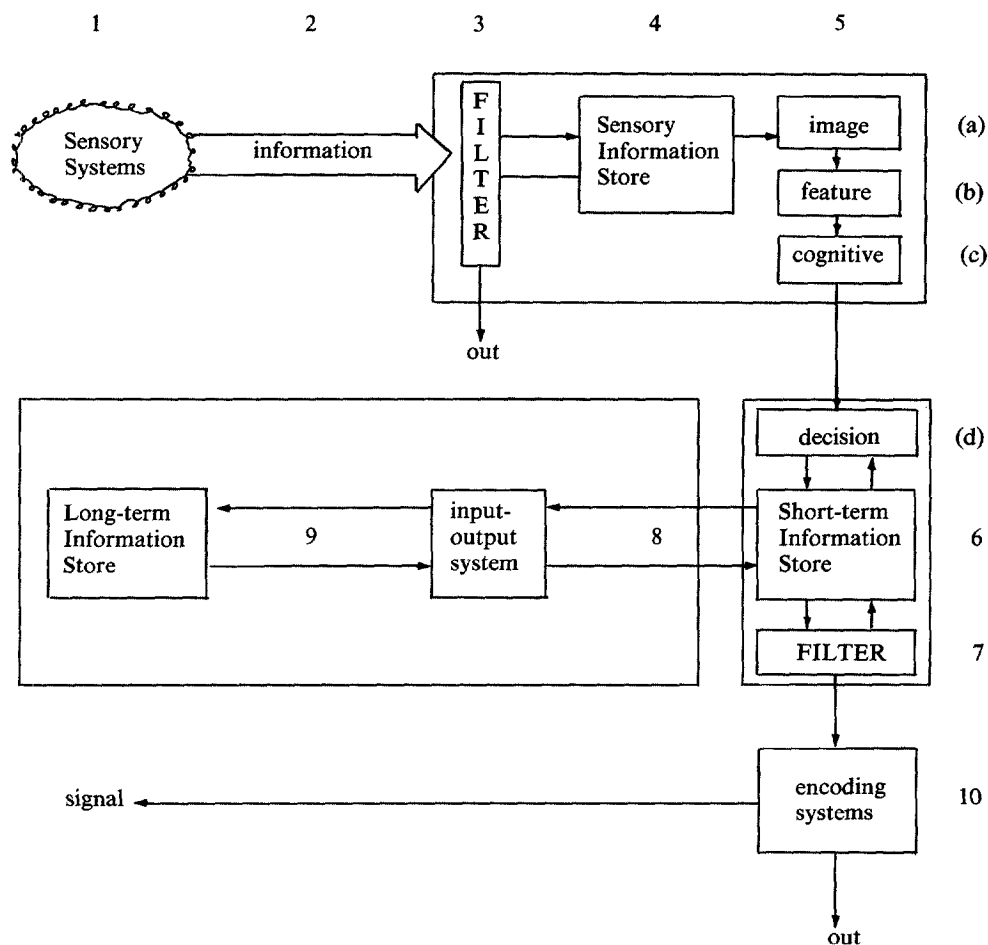 1 2 3 4 5
FILTER
Sensory
Systems
information
Sensory
Information
Store
image
(a)
feature
(b)
cognitive
(c)
out
decision
(d)
Long-term
Information
Store
9
input-
output
system
8
Short-term
Information
Store
6
FILTER
7
signal
encoding
systems
10
out